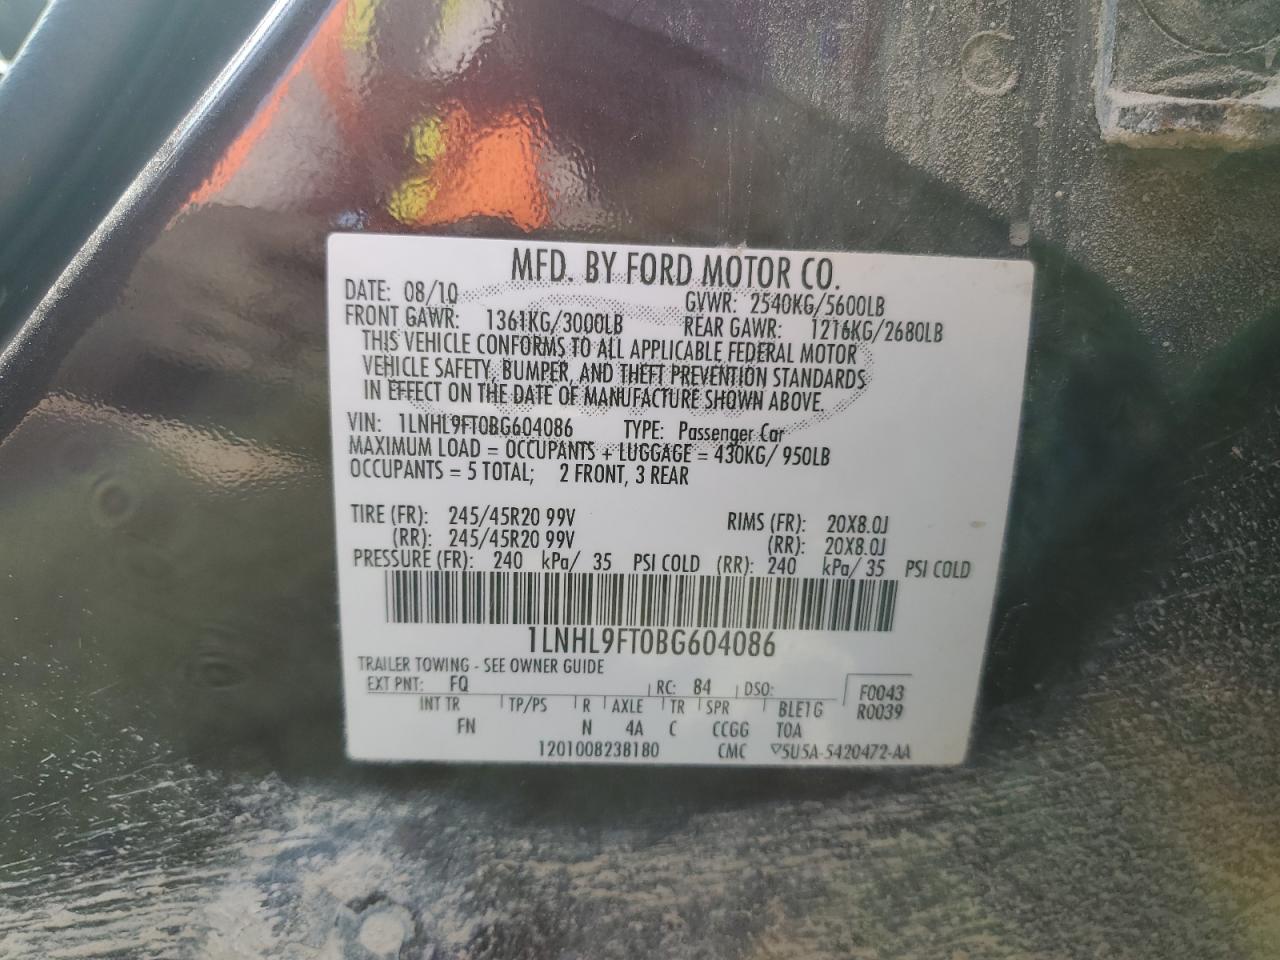 MFD. BY FORD MOTOR CO.
DATE: 08/10 GVWR: 2540KG/5600LB
FRONT GAWR: 1361KG/3000LB REAR GAWR: 1216KG/2680LB
THIS VEHICLE CONFORMS TO ALL APPLICABLE FEDERAL MOTOR
VEHICLE SAFETY, BUMPER, AND THEFT PREVENTION STANDARDS
IN EFFECT ON THE DATE OF MANUFACTURE SHOWN ABOVE.
VIN: 1LNHL9FT0BG604086 TYPE: Passenger Car
MAXIMUM LOAD = OCCUPANTS + LUGGAGE = 430KG/ 950LB
OCCUPANTS = 5 TOTAL; 2 FRONT, 3 REAR
TIRE (FR): 245/45R20 99V RIMS (FR): 20X8.0J
(RR): 245/45R20 99V (RR): 20X8.0J
PRESSURE (FR): 240 kPa/ 35 PSI COLD (RR): 240 kPa/ 35 PSI COLD
1LNHL9FT0BG604086
TRAILER TOWING - SEE OWNER GUIDE
EXT PNT: FQ RC: 84 DSO: F0043
INT TR TP/PS R AXLE TR SPR BLE1G R0039
FN N 4A C CCGG TOA
1201008238180 CMC ▽5U5A-5420472-AA